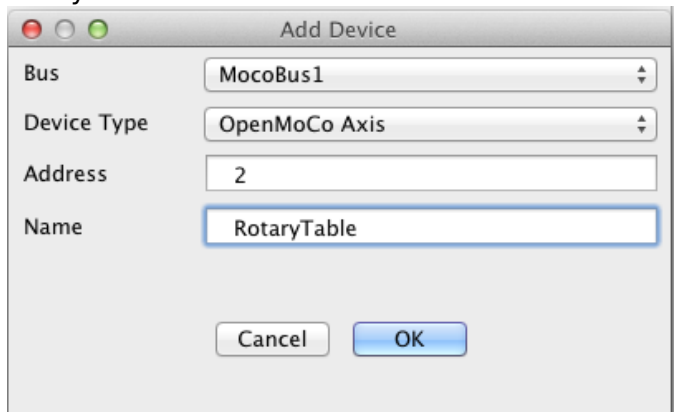 Add Device
Bus MocoBus1
Device Type OpenMoCo Axis
Address 2
Name RotaryTable
Cancel OK